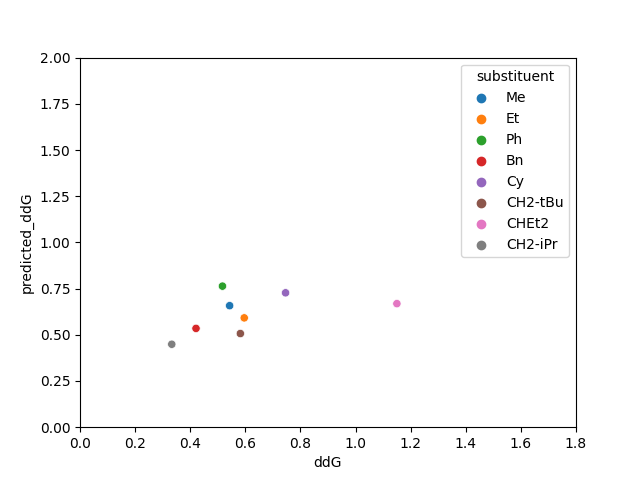 2.00
1.75
1.50
1.25
1.00
0.75
0.50
0.25
0.00
predicted_ddG
0.0 0.2 0.4 0.6 0.8 1.0 1.2 1.4 1.6 1.8
ddG
substituent
Me
Et
Ph
Bn
Cy
CH2-tBu
CHEt2
CH2-iPr